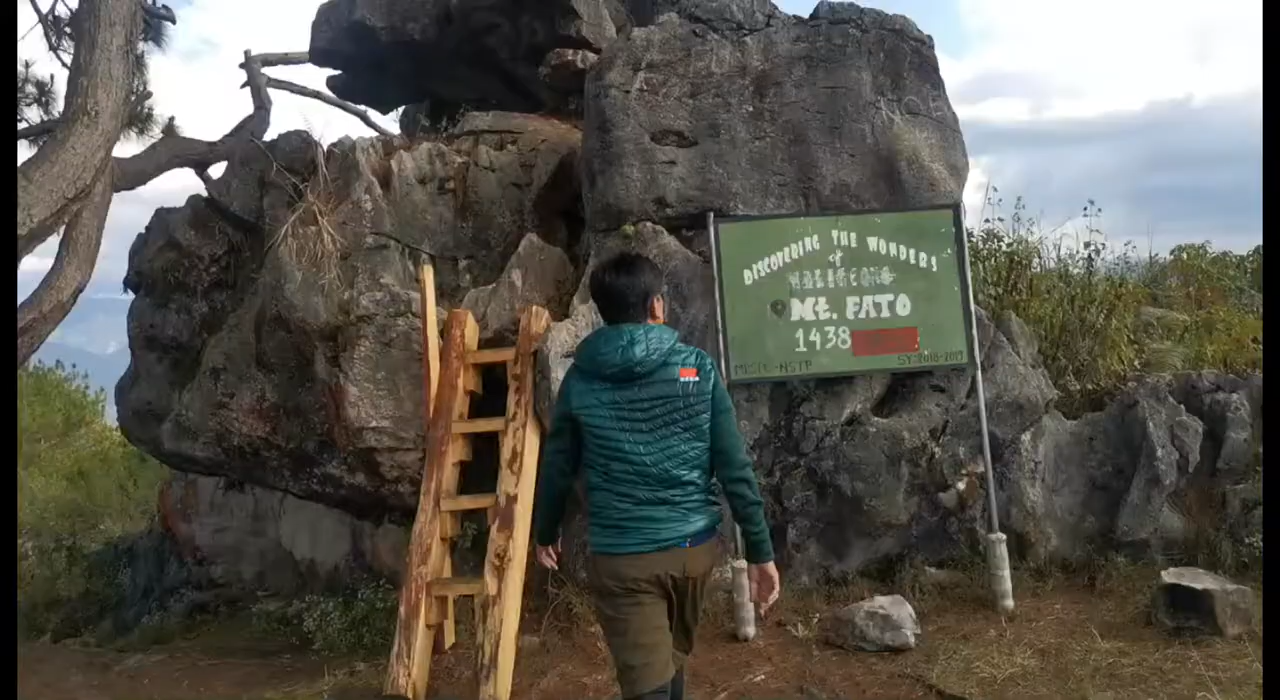 DISCOVERING THE WONDERS
of
MALIGCONG
Mt. FATO
1438
SY:2018-2019